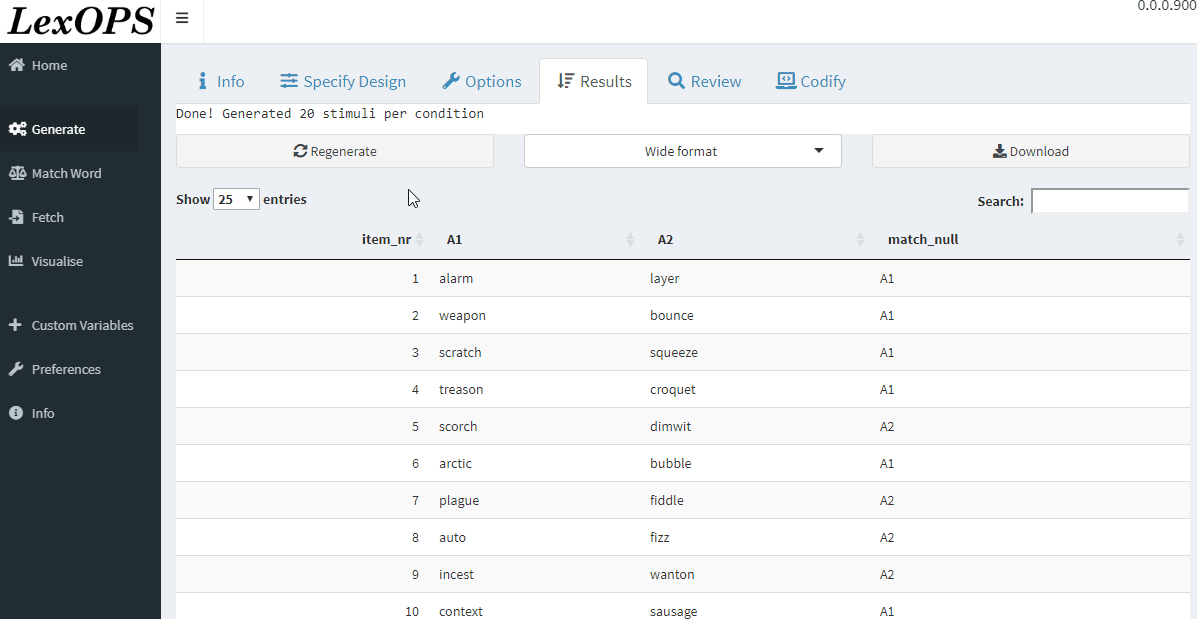 LexOPS
0.0.0.900
Home
Generate
Match Word
Fetch
Visualise
Custom Variables
Preferences
Info
Info Specify Design Options Results Review Codify
Done! Generated 20 stimuli per condition
Regenerate Wide format Download
Show 25 entries Search:
item_nr A1 A2 match_null
1 alarm layer A1
2 weapon bounce A1
3 scratch squeeze A1
4 treason croquet A1
5 scorch dimwit A2
6 arctic bubble A1
7 plague fiddle A2
8 auto fizz A2
9 incest wanton A2
10 context sausage A1